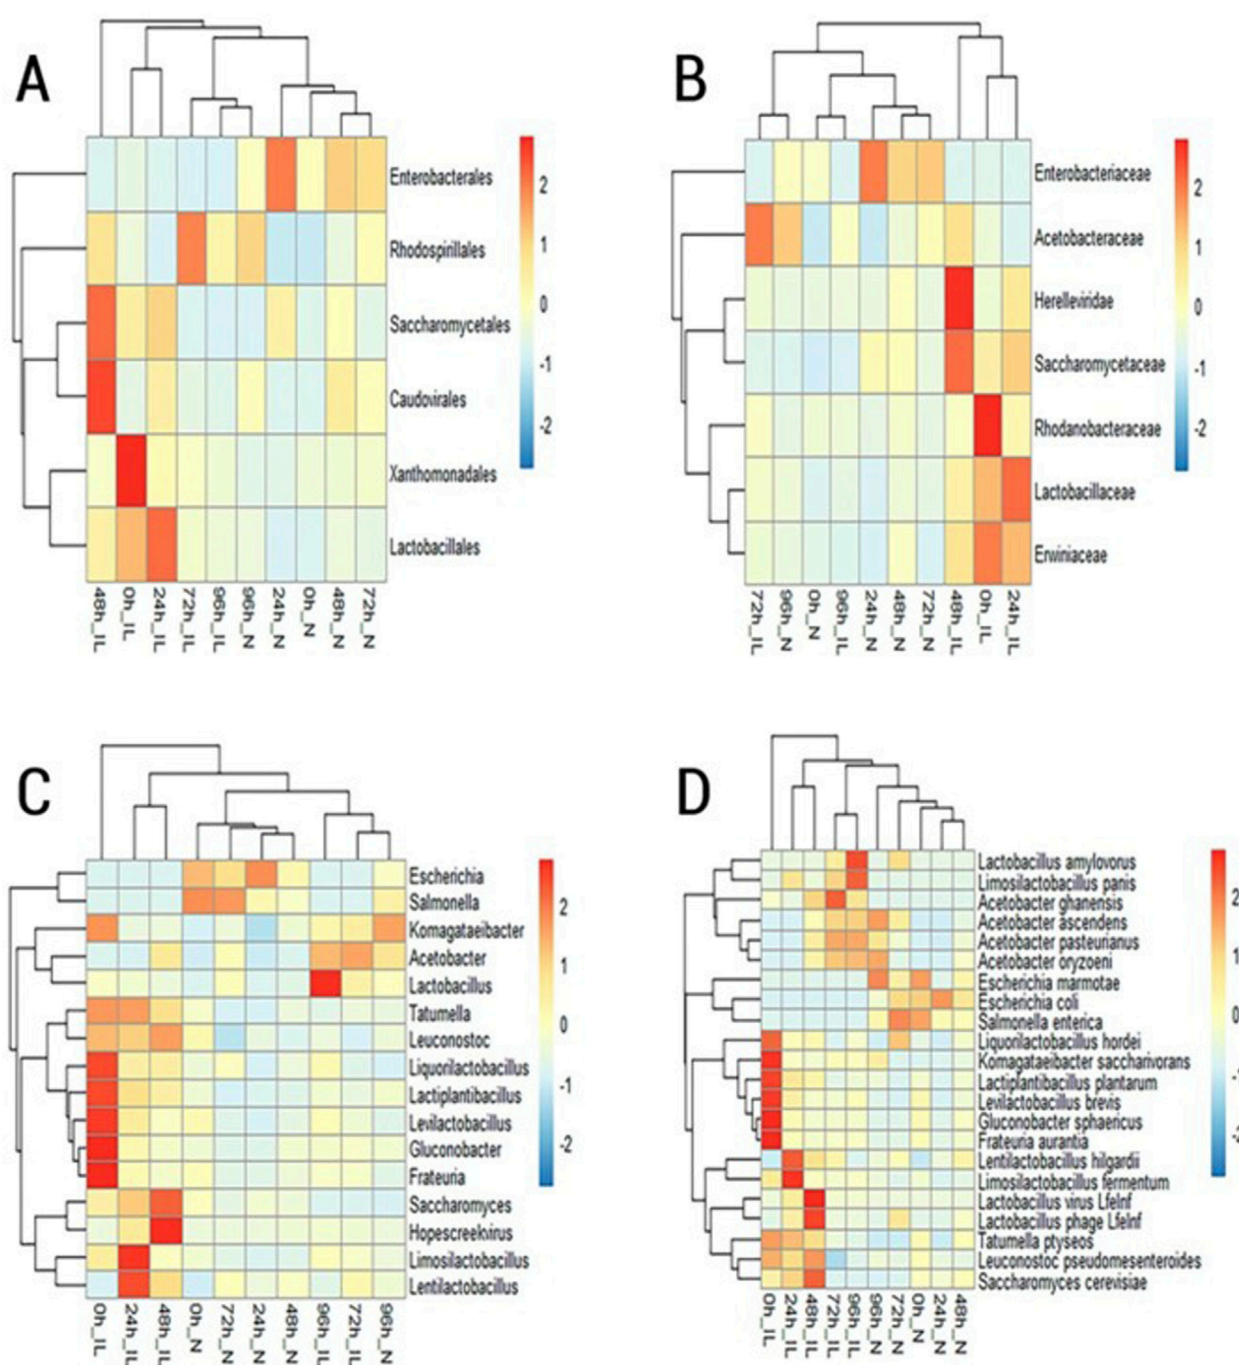 A
Enterobacterales
Rhodospirillales
Saccharomycetales
Caudovirales
Xanthomonadales
Lactobacillales
2
1
0
-1
-2
48h_IL
0h_IL
24h_IL
72h_IL
96h_IL
96h_N
24h_N
0h_N
48h_N
72h_N
B
Enterobacteriaceae
Acetobacteraceae
Herelleviridae
Saccharomycetaceae
Rhodanobacteraceae
Lactobacillaceae
Erwiniaceae
2
1
0
-1
-2
72h_IL
96h_N
0h_N
96h_IL
24h_N
48h_N
72h_N
48h_IL
0h_IL
24h_IL
C
Escherichia
Salmonella
Komagataeibacter
Acetobacter
Lactobacillus
Tatumella
Leuconostoc
Liquorilactobacillus
Lactiplantibacillus
Levilactobacillus
Gluconobacter
Frateuria
Saccharomyces
Hopescreekvirus
Limosilactobacillus
Lentilactobacillus
2
1
0
-1
-2
0h_IL
24h_IL
48h_IL
0h_N
72h_N
24h_N
48h_N
96h_IL
72h_IL
96h_N
D
Lactobacillus amylovorus
Limosilactobacillus panis
Acetobacter ghanensis
Acetobacter ascendens
Acetobacter pasteurianus
Acetobacter oryzoeni
Escherichia marmotae
Escherichia coli
Salmonella enterica
Liquorilactobacillus hordei
Komagataeibacter saccharivorans
Lactiplantibacillus plantarum
Levilactobacillus brevis
Gluconobacter sphaericus
Frateuria aurantia
Lentilactobacillus hilgardii
Limosilactobacillus fermentum
Lactobacillus virus LfeInf
Lactobacillus phage LfeInf
Tatumella ptyseos
Leuconostoc pseudomesenteroides
Saccharomyces cerevisiae
2
1
0
-1
-2
0h_IL
24h_IL
48h_IL
72h_IL
96h_IL
96h_N
72h_N
0h_N
24h_N
48h_N